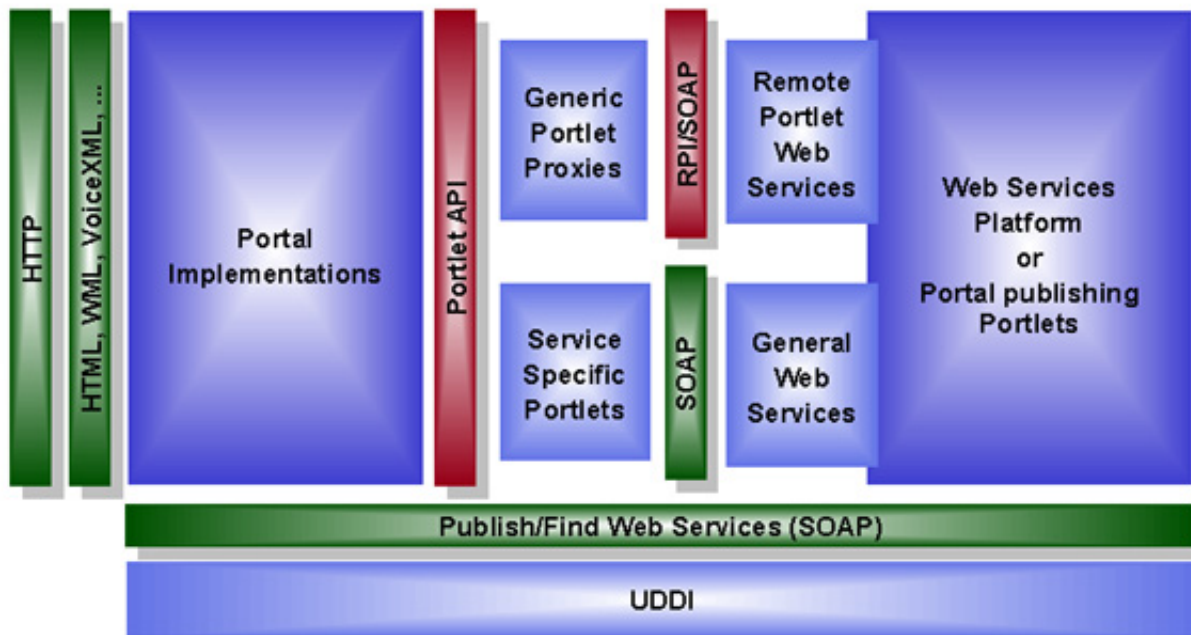 HTTP
HTML, WML, VoiceXML, ...
Portal
Implementations
Portlet API
Generic
Portlet
Proxies
RPI/SOAP
Remote
Portlet
Web
Services
Service
Specific
Portlets
SOAP
General
Web
Services
Web Services
Platform
or
Portal publishing
Portlets
Publish/Find Web Services (SOAP)
UDDI